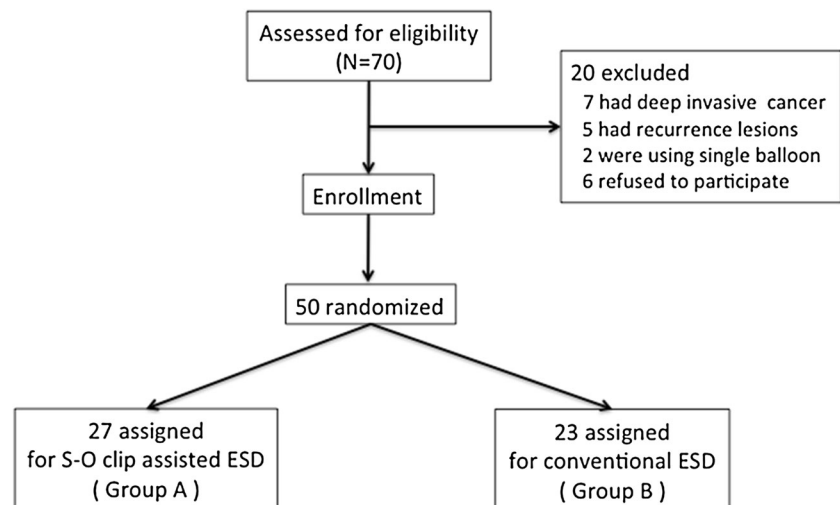 Assessed for eligibility
(N=70)
20 excluded
7 had deep invasive cancer
5 had recurrence lesions
2 were using single balloon
6 refused to participate
Enrollment
50 randomized
27 assigned
for S-O clip assisted ESD
( Group A )
23 assigned
for conventional ESD
( Group B )